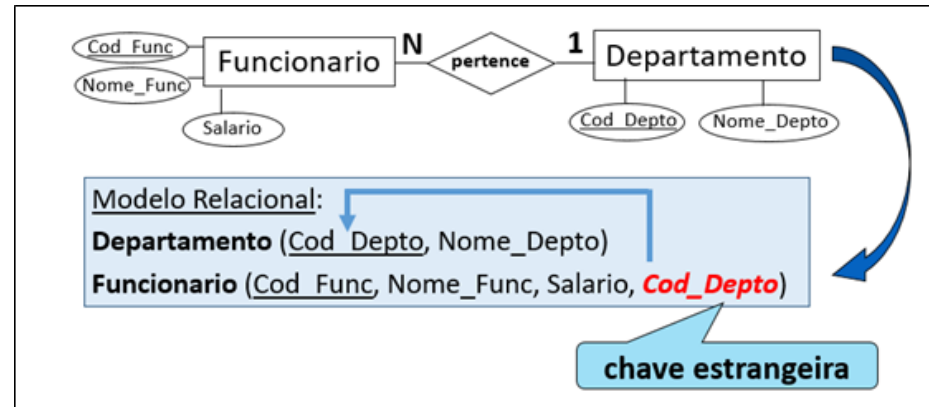 Cod_Func
Funcionario
N
pertence
1
Departamento
Nome_Func
Salario
Cod_Depto
Nome_Depto
Modelo Relacional:
Departamento (Cod_Depto, Nome_Depto)
Funcionario (Cod_Func, Nome_Func, Salario, Cod_Depto)
chave estrangeira